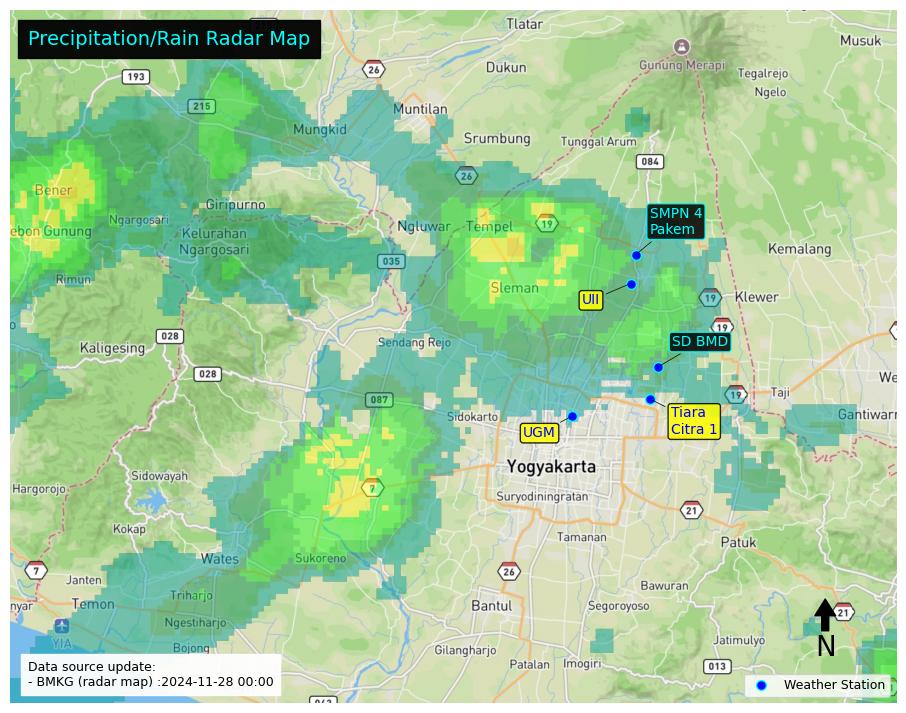 Precipitation/Rain Radar Map
Tlatar
Musuk
26
193
Dukun
Gunung Merapi
Tegalrejo
Ngelo
215
Muntilan
Mungkid
Srumbung
Tunggal Arum
084
26
Bener
Giripurno
SMPN 4
Pakem
Ngargosari
Ngluwar
Tempel
19
ebon Gunung
Kelurahan
Ngargosari
Kemalang
035
Rimun
Sleman
UII
19
Klewer
19
028
Kaligesing
Sendang Rejo
SD BMD
028
We
087
19
Taji
Sidokarto
Tiara
Citra 1
Gantiwarn
UGM
Yogyakarta
Sidowayah
Hargorojo
7
Suryodiningratan
21
Kokap
Tamanan
Patuk
Wates
Sukoreno
7
Janten
26
Bawuran
Triharjo
nyar
Temon
Bantul
Segoroyoso
21
Ngestiharjo
YIA
Jatimulyo
N
Bojong
Gilangharjo
Patalan
Imogiri
013
Data source update:
- BMKG (radar map) :2024-11-28 00:00
Weather Station